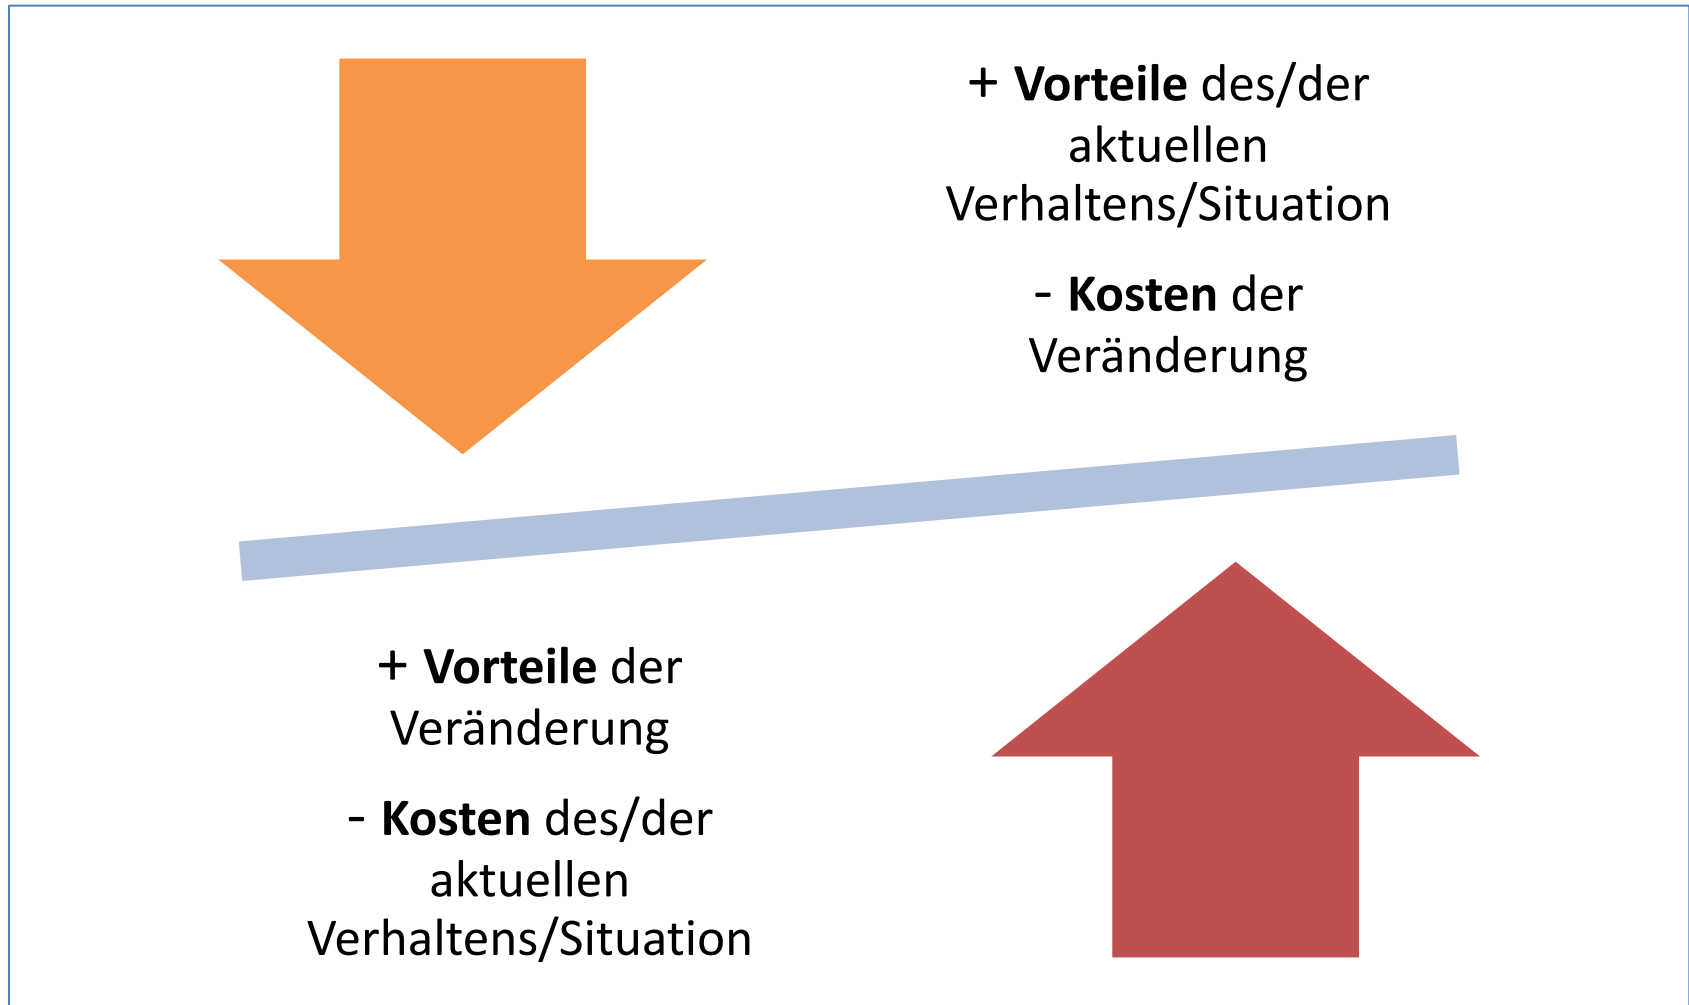 + Vorteile des/der
aktuellen
Verhaltens/Situation
- Kosten der
Veränderung
+ Vorteile der
Veränderung
- Kosten des/der
aktuellen
Verhaltens/Situation